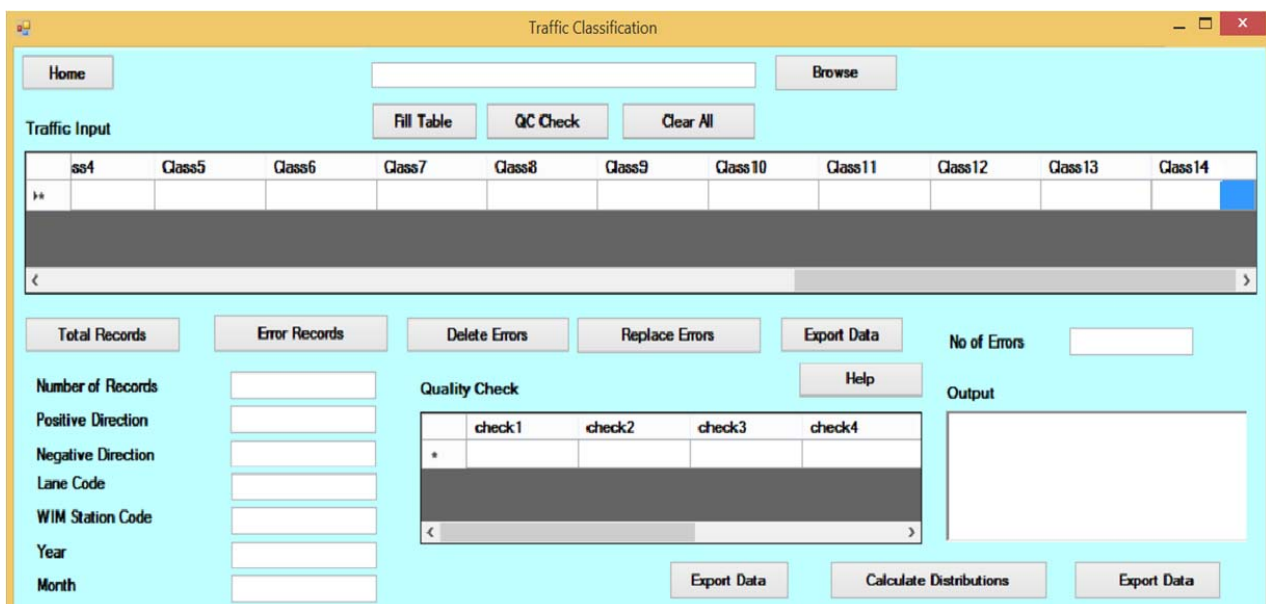 Traffic Classification
Home Browse
Fill Table QC Check Clear All
Traffic Input
ss4 Class5 Class6 Class7 Class8 Class9 Class10 Class11 Class12 Class13 Class14
Total Records Error Records Delete Errors Replace Errors Export Data No of Errors
Number of Records
Positive Direction
Negative Direction
Lane Code
WIM Station Code
Year
Month
Quality Check Help
check1 check2 check3 check4
Output
Export Data Calculate Distributions Export Data